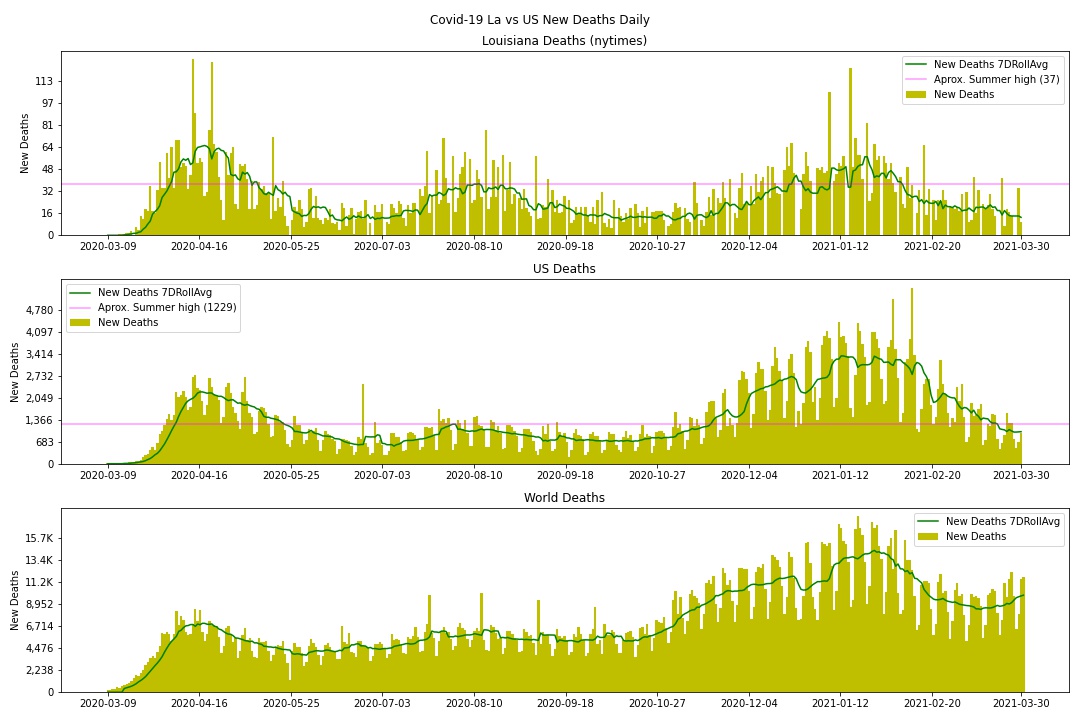 Covid-19 La vs US New Deaths Daily
Louisiana Deaths (nytimes)
New Deaths
113
97
81
64
48
32
16
0
New Deaths 7DRollAvg
Aprox. Summer high (37)
New Deaths
2020-03-09 2020-04-16 2020-05-25 2020-07-03 2020-08-10 2020-09-18 2020-10-27 2020-12-04 2021-01-12 2021-02-20 2021-03-30
US Deaths
New Deaths
4,780
4,097
3,414
2,732
2,049
1,366
683
0
New Deaths 7DRollAvg
Aprox. Summer high (1229)
New Deaths
2020-03-09 2020-04-16 2020-05-25 2020-07-03 2020-08-10 2020-09-18 2020-10-27 2020-12-04 2021-01-12 2021-02-20 2021-03-30
World Deaths
New Deaths
15.7K
13.4K
11.2K
8,952
6,714
4,476
2,238
0
New Deaths 7DRollAvg
New Deaths
2020-03-09 2020-04-16 2020-05-25 2020-07-03 2020-08-10 2020-09-18 2020-10-27 2020-12-04 2021-01-12 2021-02-20 2021-03-30